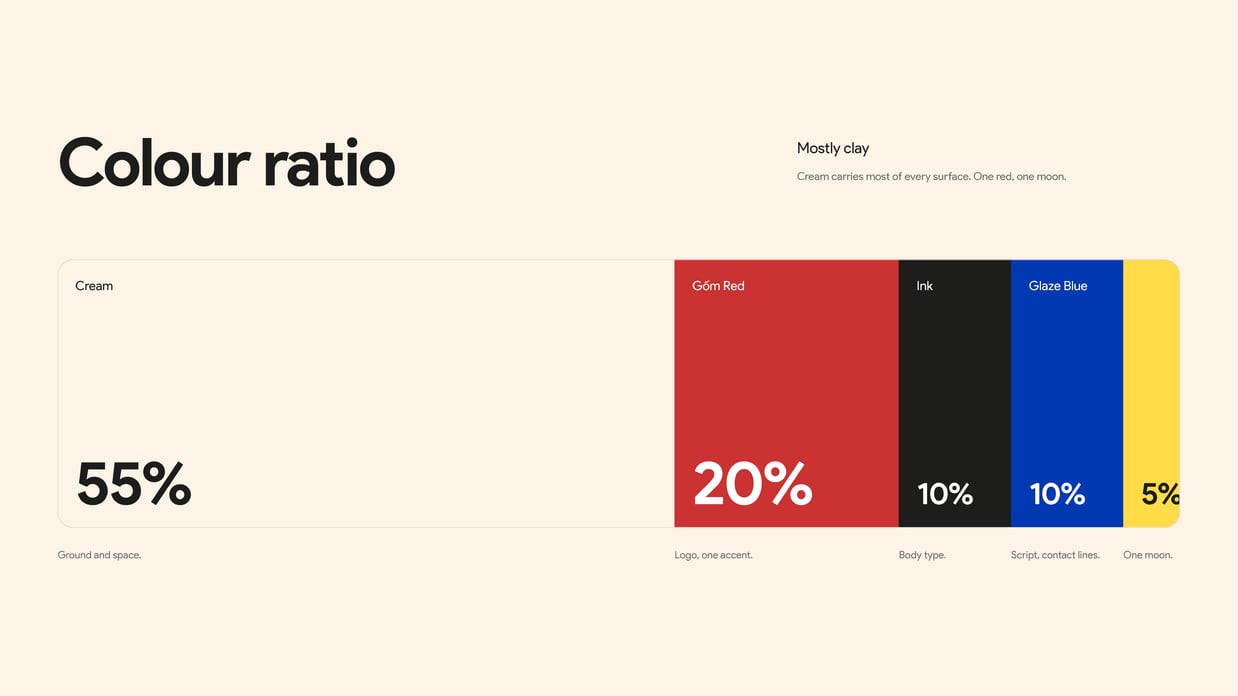 Colour ratio
Mostly clay
Cream carries most of every surface. One red, one moon.
Cream
Gốm Red
Ink
Glaze Blue
55%
20%
10%
10%
5%
Ground and space.
Logo, one accent.
Body type.
Script, contact lines.
One moon.